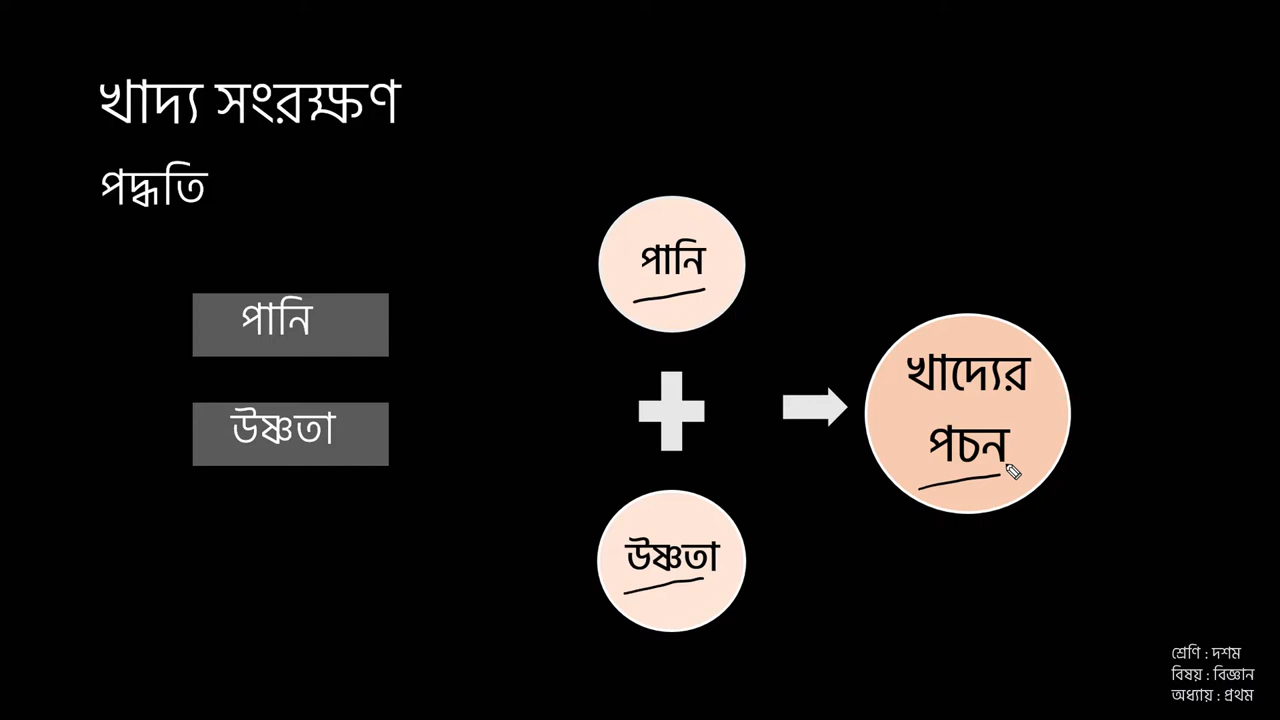 খাদ্য সংরক্ষণ
পদ্ধতি
পানি
উষ্ণতা
পানি
উষ্ণতা
খাদ্যের
পচন
শ্রেণি : দশম
বিষয় : বিজ্ঞান
অধ্যায় : প্রথম